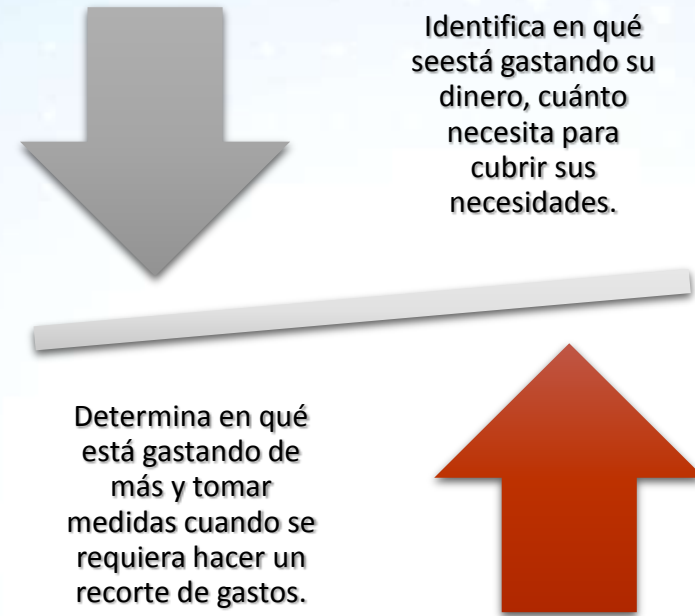 Identifica en qué
seestá gastando su
dinero, cuánto
necesita para
cubrir sus
necesidades.
Determina en qué
está gastando de
más y tomar
medidas cuando se
requiera hacer un
recorte de gastos.